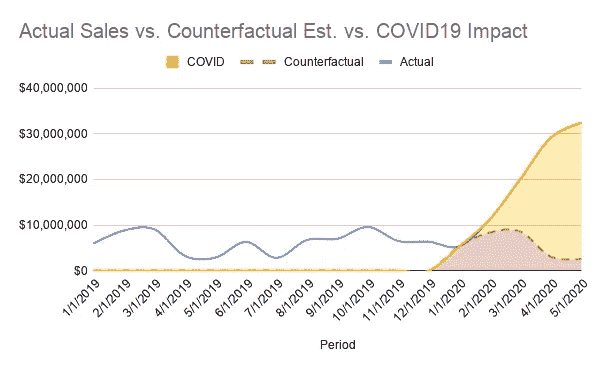 Actual Sales vs. Counterfactual Est. vs. COVID19 Impact
COVID Counterfactual Actual
$40,000,000
$30,000,000
$20,000,000
$10,000,000
$0
1/1/2019 2/1/2019 3/1/2019 4/1/2019 5/1/2019 6/1/2019 7/1/2019 8/1/2019 9/1/2019 10/1/2019 11/1/2019 12/1/2019 1/1/2020 2/1/2020 3/1/2020 4/1/2020 5/1/2020
Period